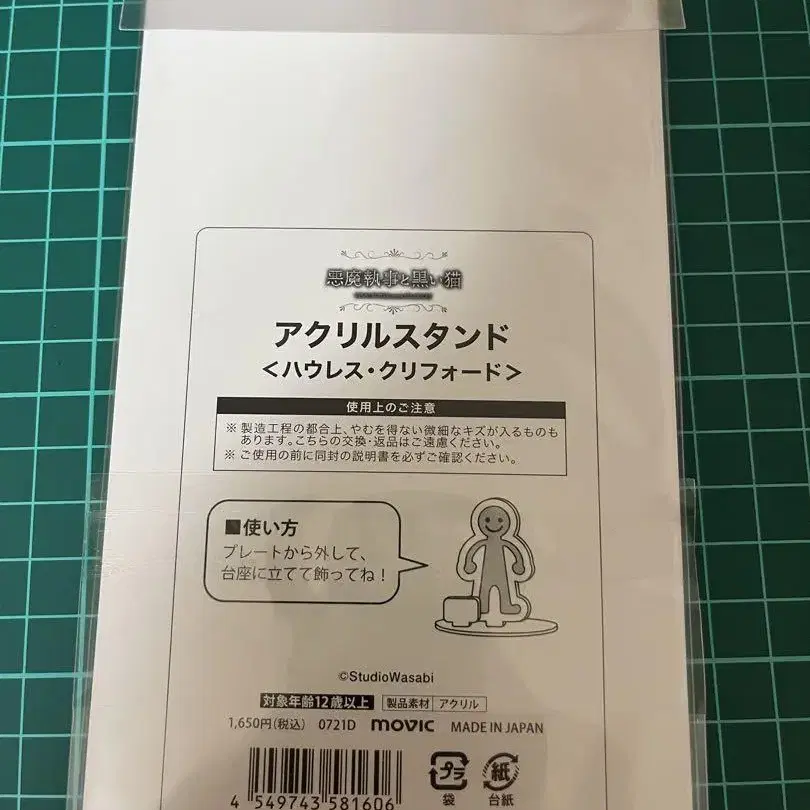 悪魔執事と黒い猫
アクリルスタンド
＜ハウレス・クリフォード＞
使用上のご注意
※ 製造工程の都合上、やむを得ない微細なキズが入るものも
あります。こちらの交換・返品はご遠慮ください。
※ ご使用の前に同封の説明書を必ずご確認ください。
■使い方
プレートから外して、
台座に立てて飾ってね！
©StudioWasabi
対象年齢12歳以上 製品素材 アクリル
1,650円(税込) 0721D movic MADE IN JAPAN
プラ 紙
袋 台紙
4 549743 581606